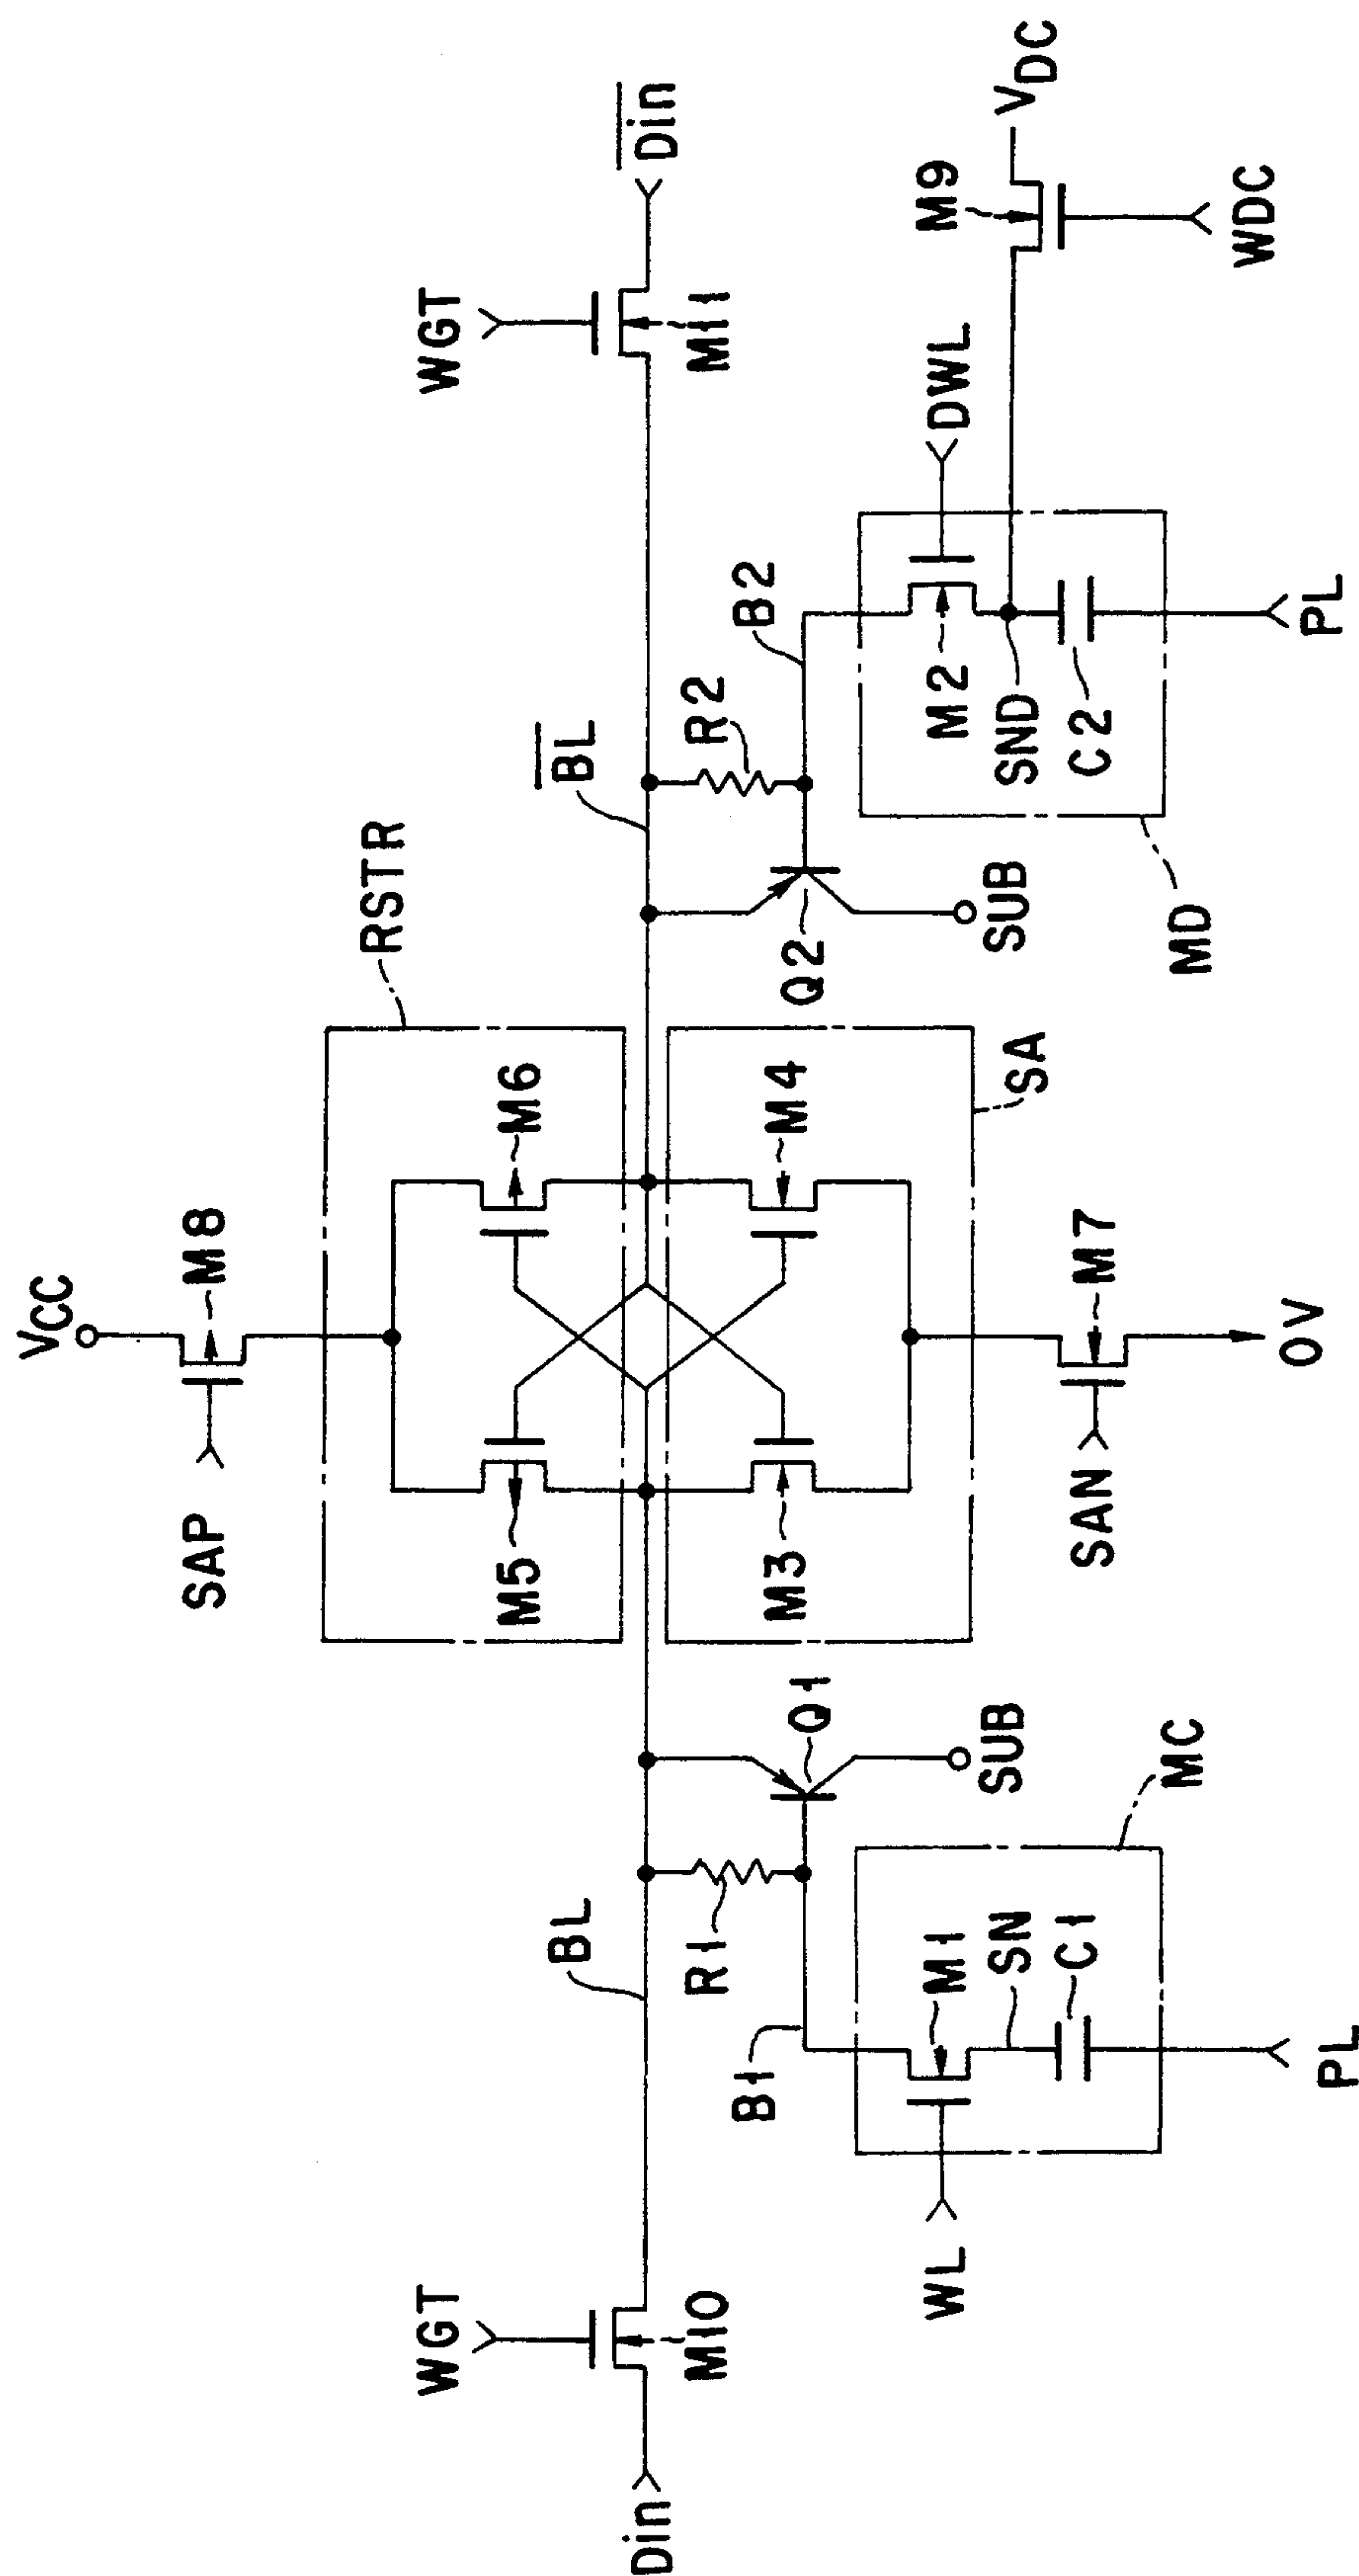 VCC
SAP
M8
RSTR
WGT
WGT
M5
M6
Din
M10
BL
B̅L̅
M11
D̅i̅n̅
R1
Q1
M3
M4
Q2
R2
B1
B2
SUB
SA
SUB
WL
M1
SN
C1
MC
SAN
M7
0V
MD
M2
SND
C2
DWL
M9
VDC
WDC
PL
PL